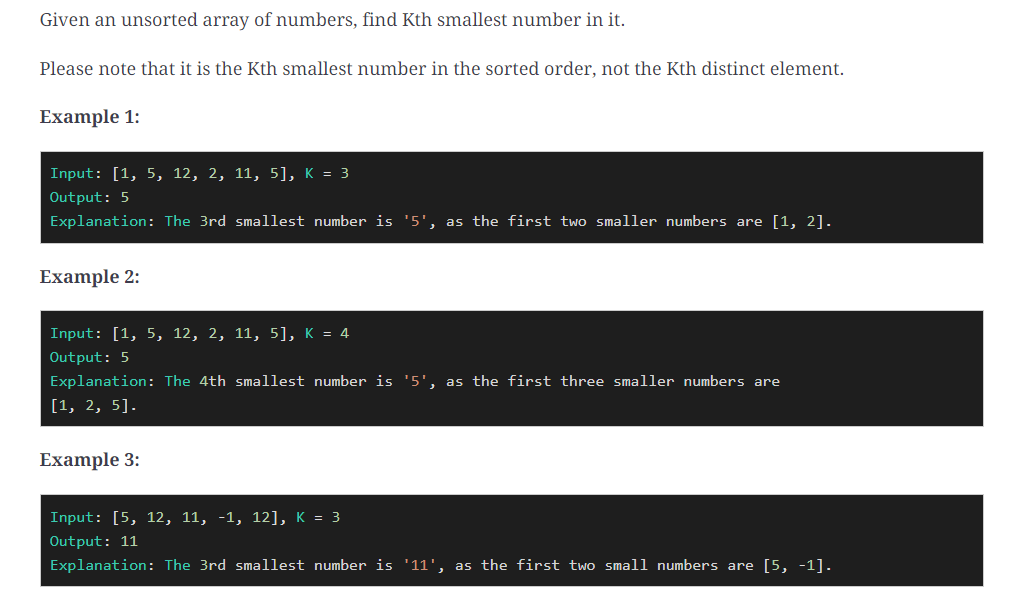 Given an unsorted array of numbers, find Kth smallest number in it.
Please note that it is the Kth smallest number in the sorted order, not the Kth distinct element.
Example 1:
Input: [1, 5, 12, 2, 11, 5], K = 3
Output: 5
Explanation: The 3rd smallest number is '5', as the first two smaller numbers are [1, 2].
Example 2:
Input: [1, 5, 12, 2, 11, 5], K = 4
Output: 5
Explanation: The 4th smallest number is '5', as the first three smaller numbers are
[1, 2, 5].
Example 3:
Input: [5, 12, 11, -1, 12], K = 3
Output: 11
Explanation: The 3rd smallest number is '11', as the first two small numbers are [5, -1].